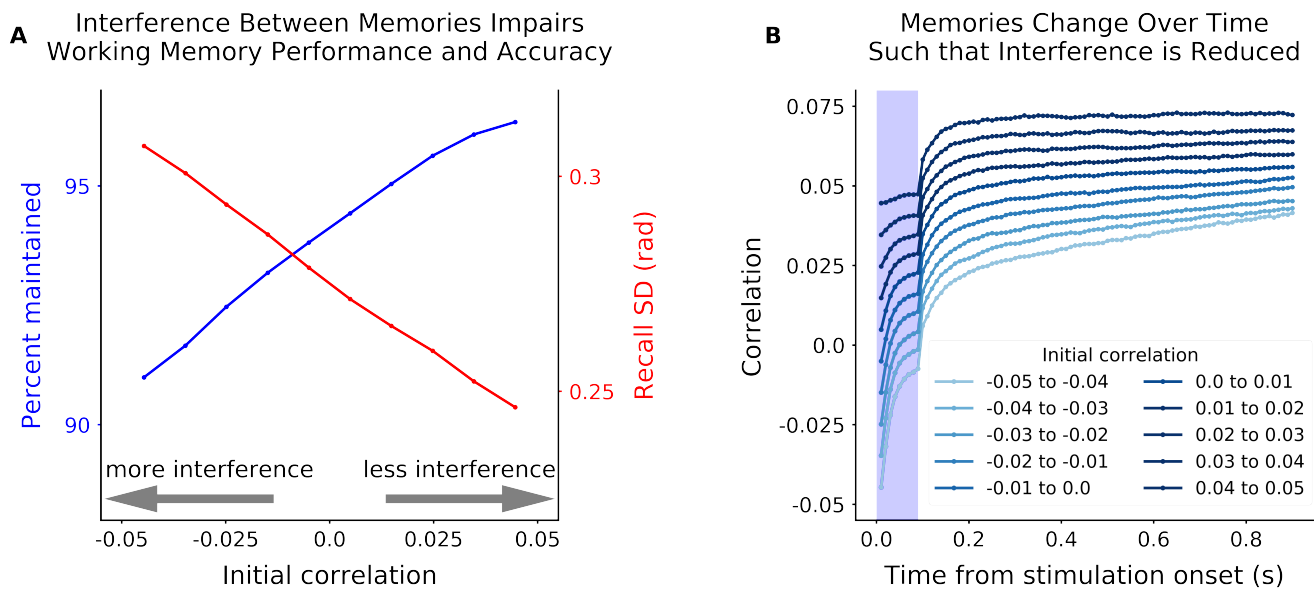 A
Interference Between Memories Impairs
Working Memory Performance and Accuracy
Percent maintained
95
90
0.3
0.25
Recall SD (rad)
more interference
less interference
-0.05
-0.025
0.0
0.025
0.05
Initial correlation
B
Memories Change Over Time
Such that Interference is Reduced
Correlation
0.075
0.05
0.025
0.0
-0.025
-0.05
Initial correlation
-0.05 to -0.04
-0.04 to -0.03
-0.03 to -0.02
-0.02 to -0.01
-0.01 to 0.0
0.0 to 0.01
0.01 to 0.02
0.02 to 0.03
0.03 to 0.04
0.04 to 0.05
0.0
0.2
0.4
0.6
0.8
Time from stimulation onset (s)